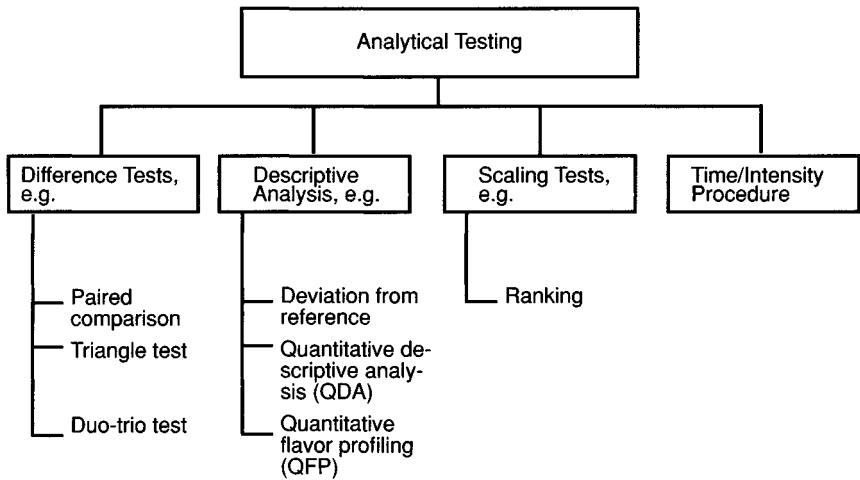 Analytical Testing
Difference Tests,
e.g.
Descriptive
Analysis, e.g.
Scaling Tests,
e.g.
Time/Intensity
Procedure
Paired
comparison
Triangle test
Duo-trio test
Deviation from
reference
Quantitative de-
scriptive analy-
sis (QDA)
Quantitative
flavor profiling
(QFP)
Ranking